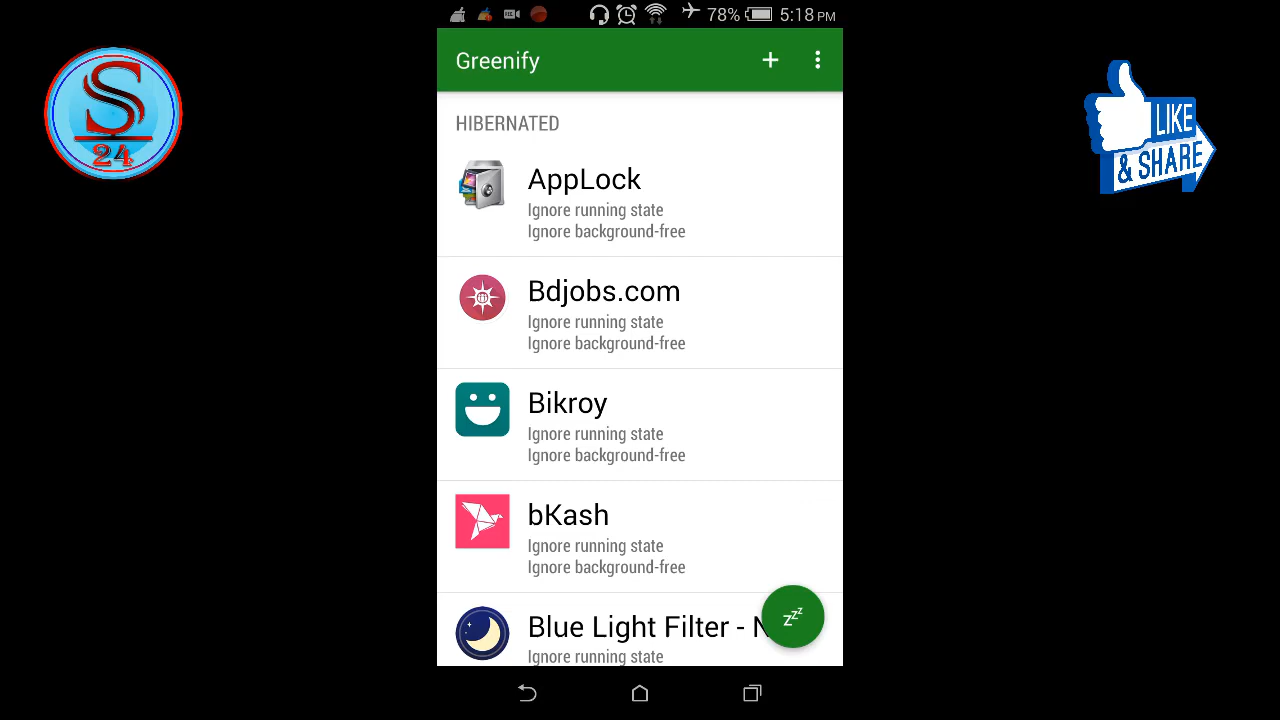 S
24
78%
5:18 PM
Greenify
HIBERNATED
AppLock
Ignore running state
Ignore background-free
Bdjobs.com
Ignore running state
Ignore background-free
Bikroy
Ignore running state
Ignore background-free
bKash
Ignore running state
Ignore background-free
Blue Light Filter - N
Ignore running state
zzz
LIKE
& SHARE